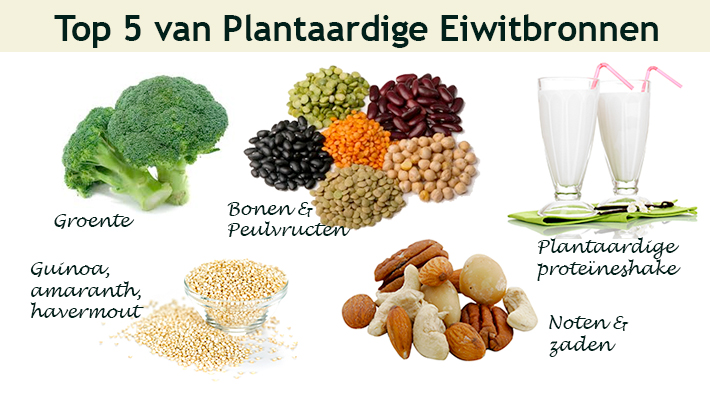 Top 5 van Plantaardige Eiwitbronnen
Groente
Bonen &
Peulvructen
Plantaardige
proteïneshake
Guinoa,
amaranth,
havermout
Noten &
zaden